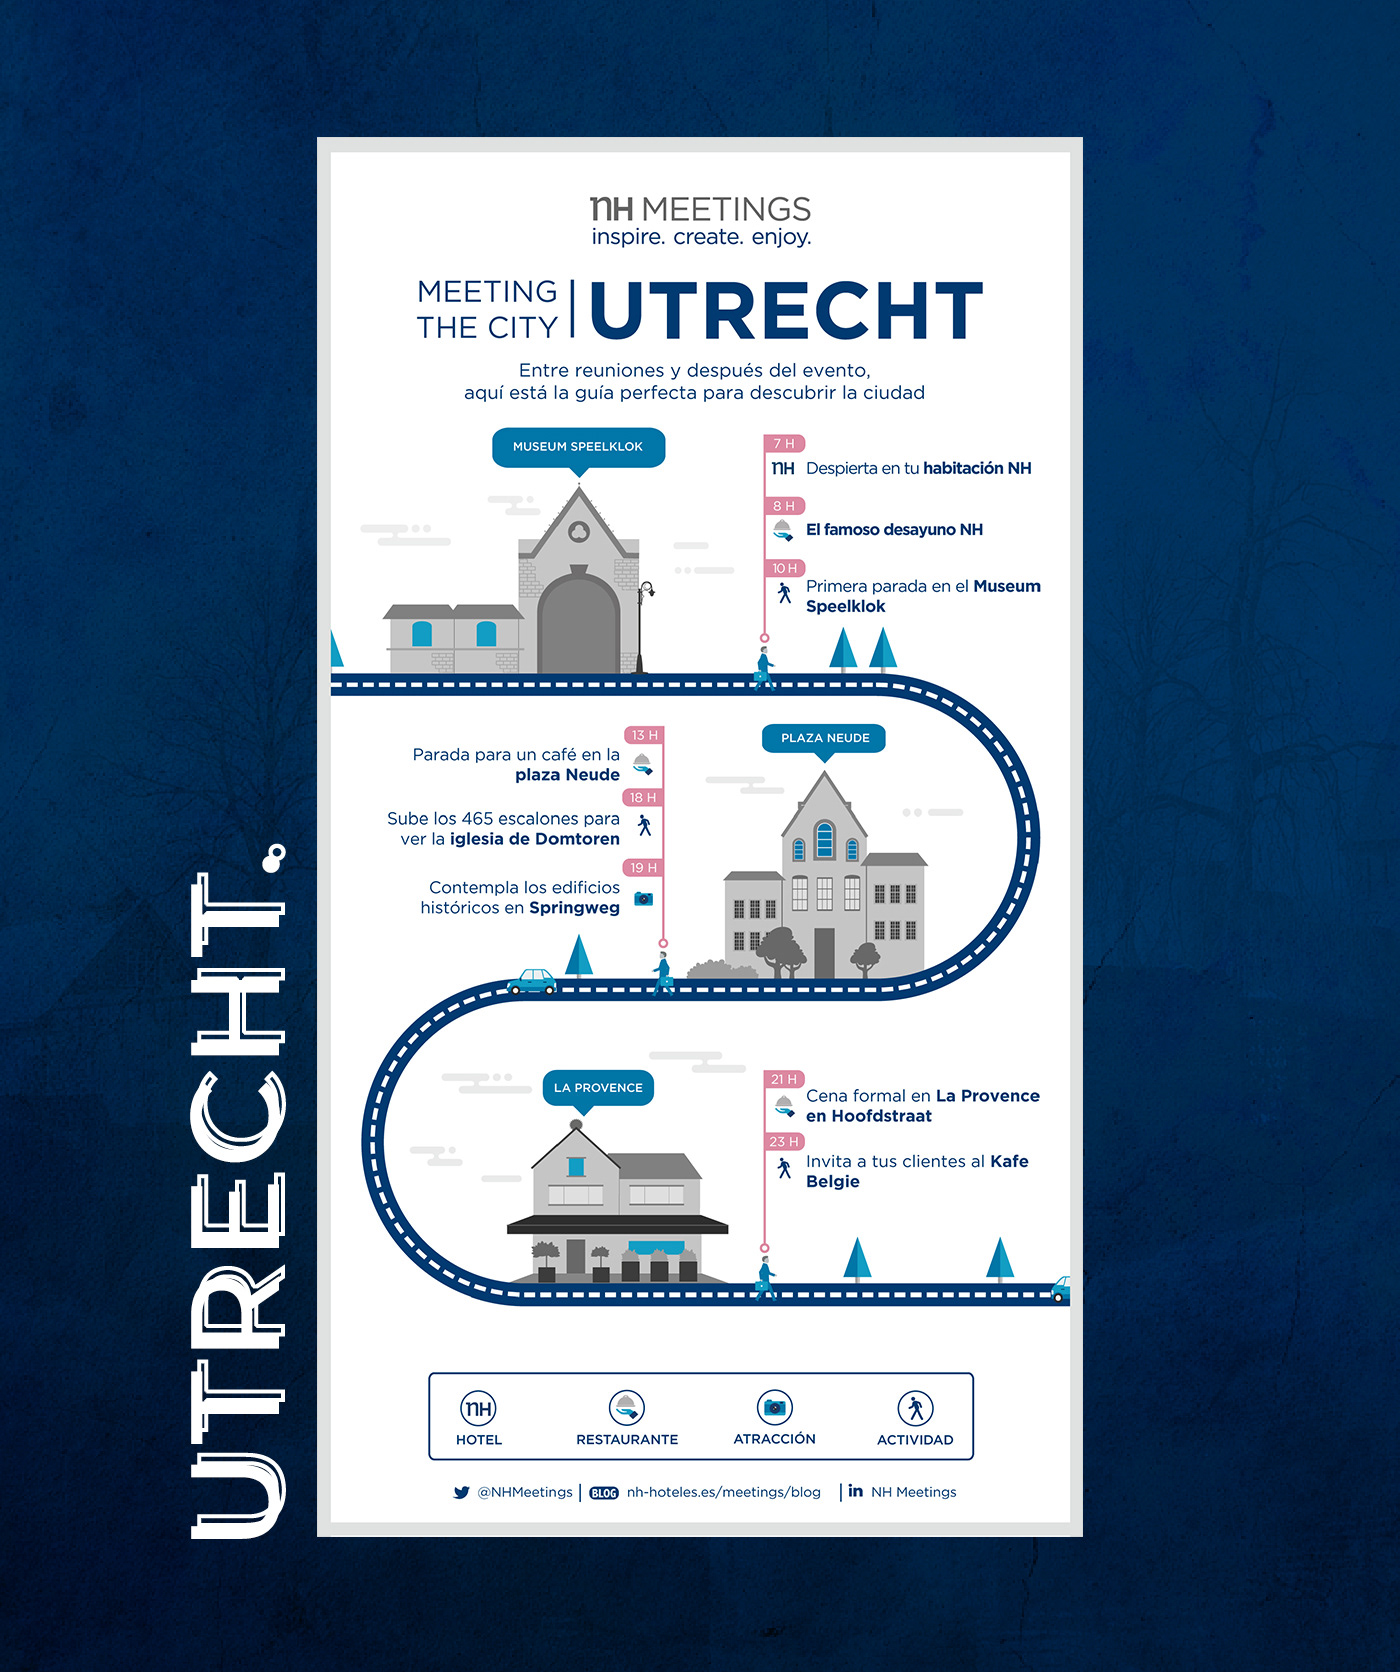 nH MEETINGS
inspire. create. enjoy.
MEETING
THE CITY
UTRECHT
Entre reuniones y después del evento,
aquí está la guía perfecta para descubrir la ciudad
MUSEUM SPEELKLOK
7 H
nH Despierta en tu habitación NH
8 H
El famoso desayuno NH
10 H
Primera parada en el Museum
Speelklok
13 H
Parada para un café en la
plaza Neude
18 H
Sube los 465 escalones para
ver la iglesia de Domtoren
19 H
Contempla los edificios
históricos en Springweg
PLAZA NEUDE
LA PROVENCE
21 H
Cena formal en La Provence
en Hoofdstraat
23 H
Invita a tus clientes al Kafe
Belgie
nH
HOTEL
RESTAURANTE
ATRACCIÓN
ACTIVIDAD
@NHMeetings | BLOG nh-hoteles.es/meetings/blog | in NH Meetings
UTRECHT.